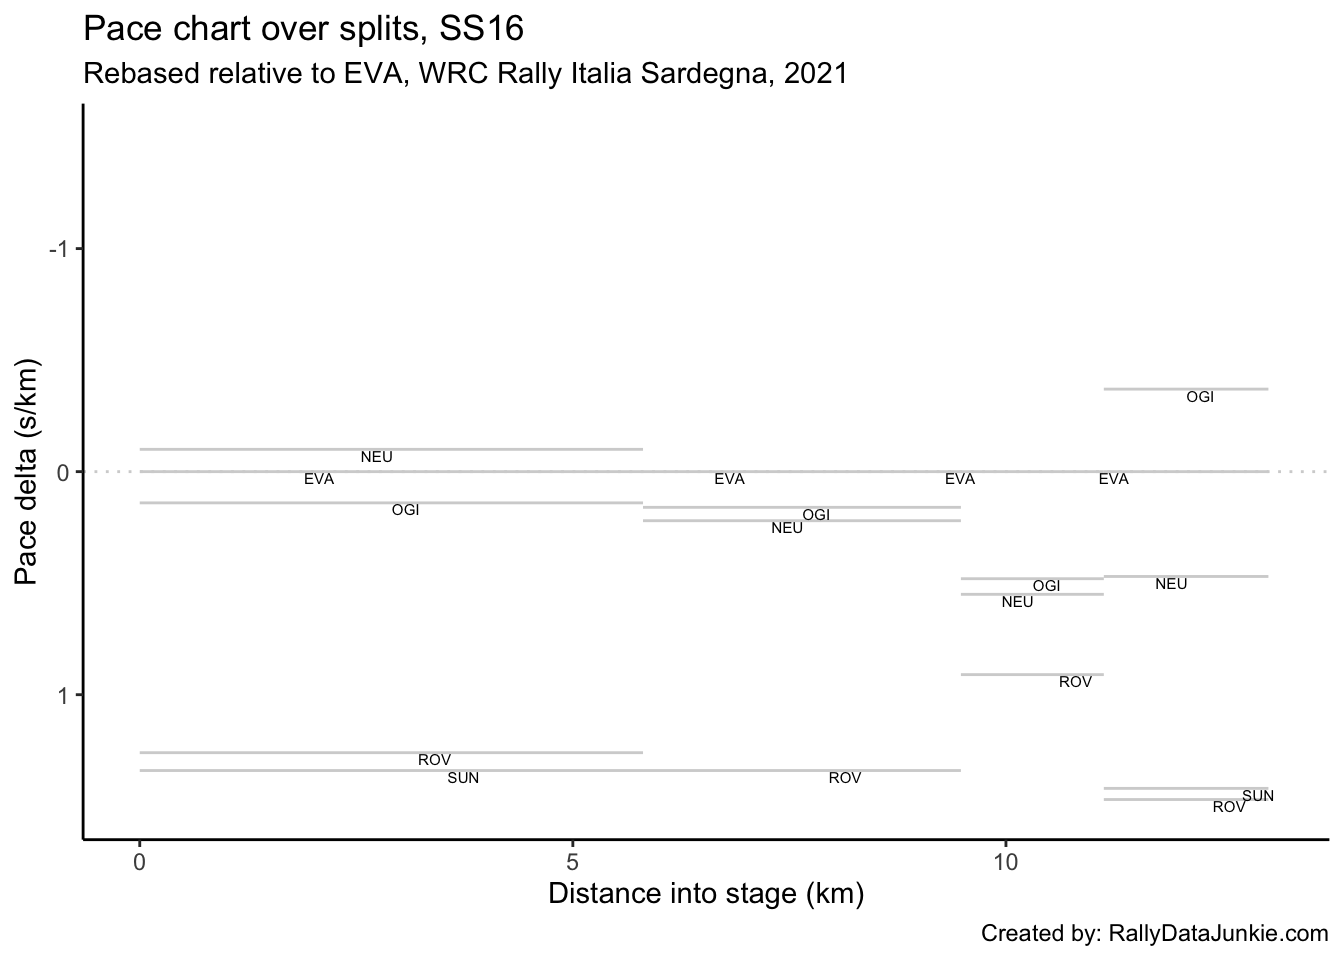 Pace chart over splits, SS16
Rebased relative to EVA, WRC Rally Italia Sardegna, 2021
Pace delta (s/km)
-1
0
1
OGI
NEU
EVA
EVA
EVA
EVA
OGI
OGI
NEU
OGI
NEU
NEU
ROV
ROV
SUN
ROV
SUN
ROV
0
5
10
Distance into stage (km)
Created by: RallyDataJunkie.com